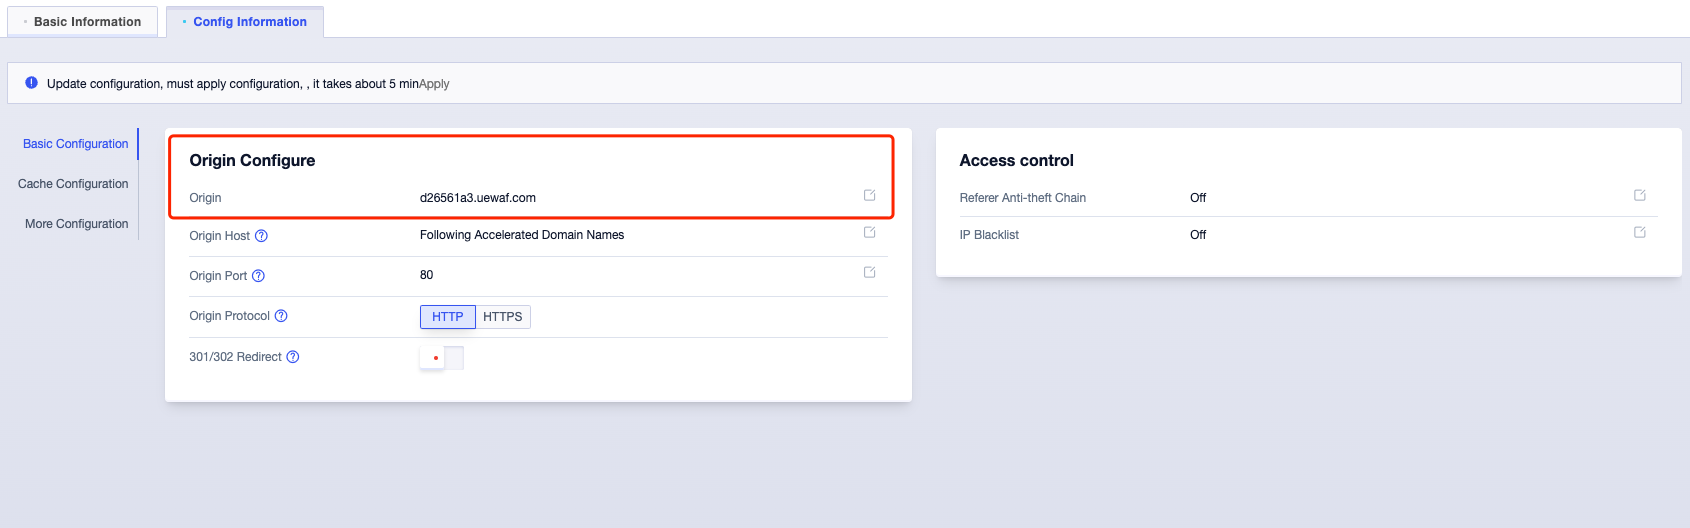 Basic Information
Config Information
Update configuration, must apply configuration, , it takes about 5 minApply
Basic Configuration
Cache Configuration
More Configuration
Origin Configure
Origin d26561a3.uewaf.com
Origin Host ? Following Accelerated Domain Names
Origin Port ? 80
Origin Protocol ? HTTP HTTPS
301/302 Redirect ?
Access control
Referer Anti-theft Chain Off
IP Blacklist Off